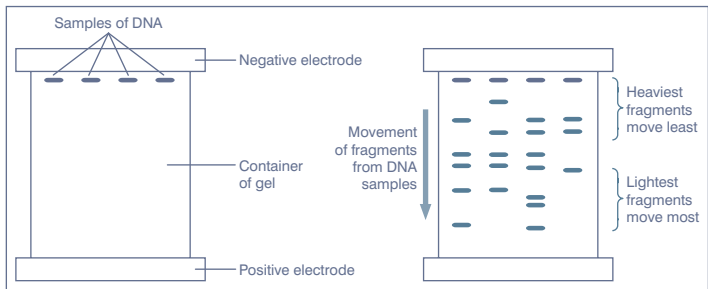 Samples of DNA
Negative electrode
Container
of gel
Positive electrode
Movement
of fragments
from DNA
samples
Heaviest
fragments
move least
Lightest
fragments
move most